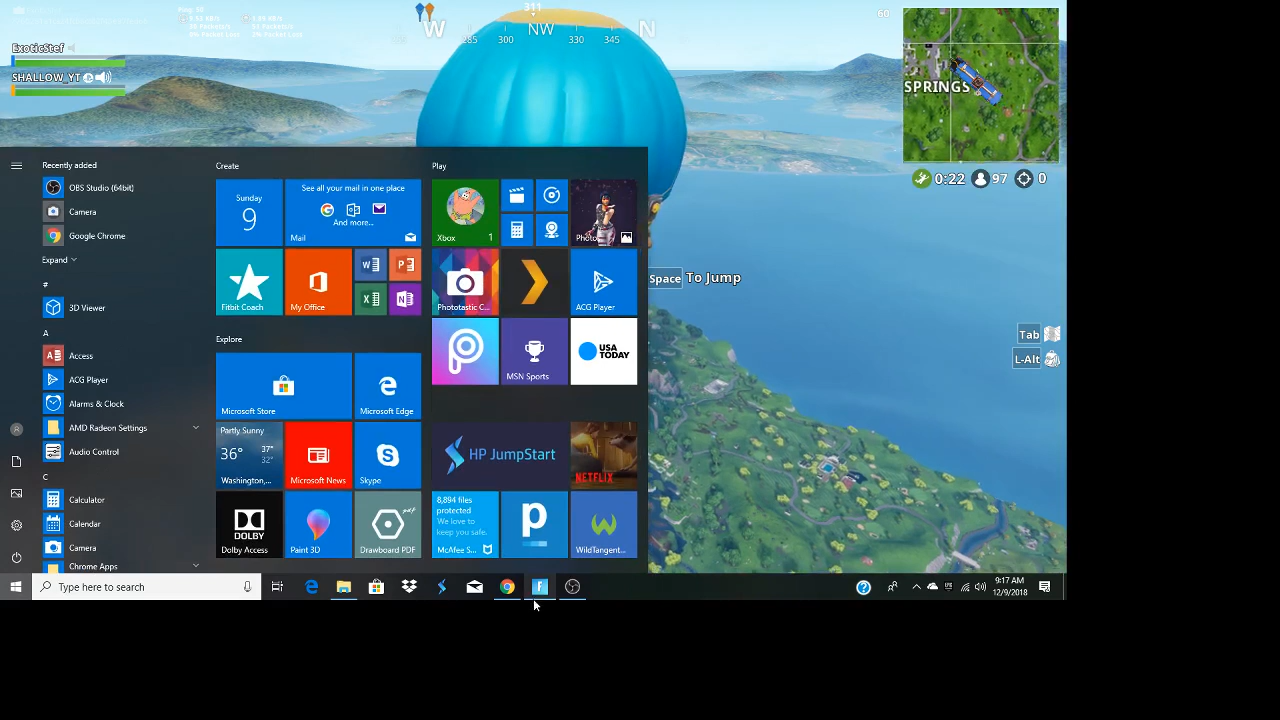 311
W 285 300 NW 330 345 N
60
ExoticStef
SHALLOW_YT
SPRINGS
0:22 97 0
Space To Jump
Tab
L-Alt
Recently added
OBS Studio (64bit)
Camera
Google Chrome
Expand
#
3D Viewer
A
Access
ACG Player
Alarms & Clock
AMD Radeon Settings
Audio Control
C
Calculator
Calendar
Camera
Chrome Apps
Create
Sunday
9
See all your mail in one place
And more...
Mail
Fitbit Coach
My Office
Explore
Microsoft Store
Microsoft Edge
Partly Sunny
36° 37°
32°
Washington,...
Microsoft News
Skype
DOLBY
Dolby Access
Paint 3D
pdf
Drawboard PDF
Play
Xbox 1
Photo
Phototastic C...
ACG Player
MSN Sports
USA
TODAY
HP JumpStart
NETFLIX
8,894 files
protected
We love to
keep you safe.
McAfee S...
p
WildTangent...
Type here to search
9:17 AM
12/9/2018